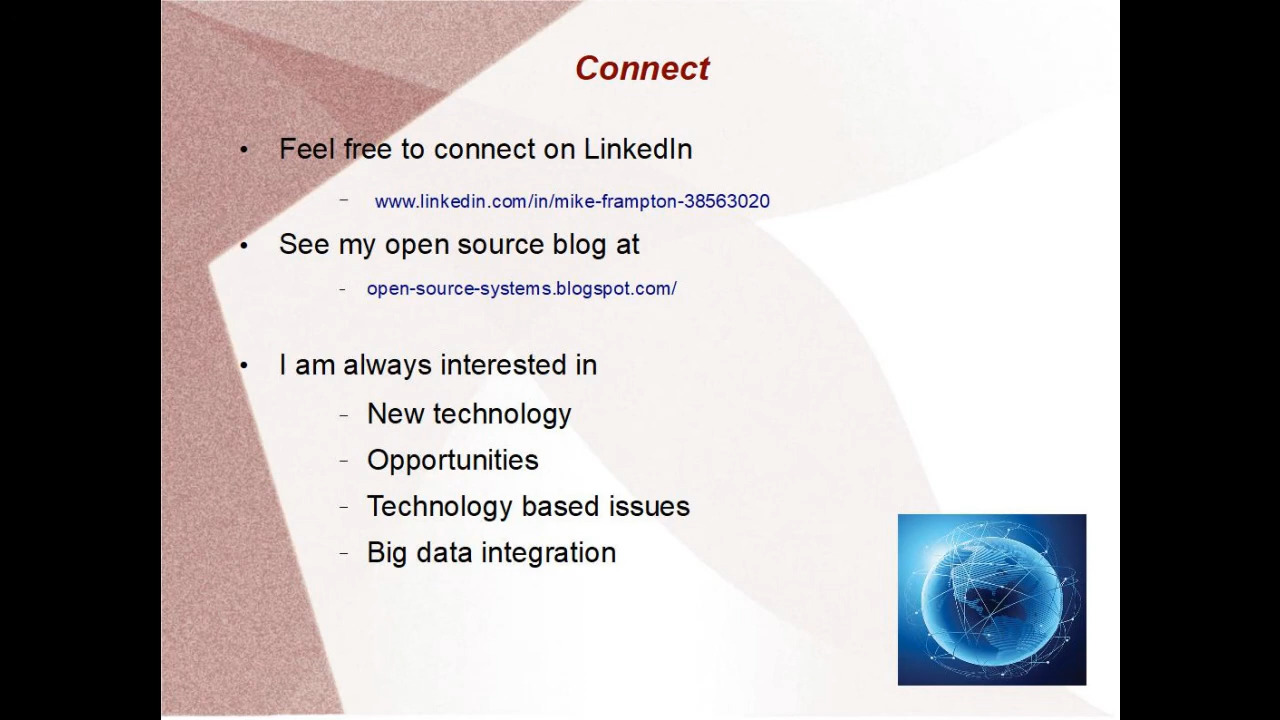 Connect
• Feel free to connect on LinkedIn
– www.linkedin.com/in/mike-frampton-38563020
• See my open source blog at
– open-source-systems.blogspot.com/
• I am always interested in
– New technology
– Opportunities
– Technology based issues
– Big data integration